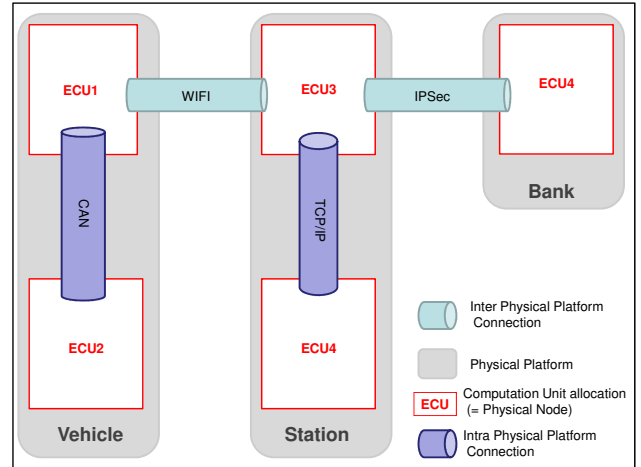 ECU1
WIFI
ECU3
IPSec
ECU4
CAN
TCP/IP
Bank
ECU2
ECU4
Vehicle
Station
Inter Physical Platform
Connection
Physical Platform
ECU
Computation Unit allocation
(= Physical Node)
Intra Physical Platform
Connection